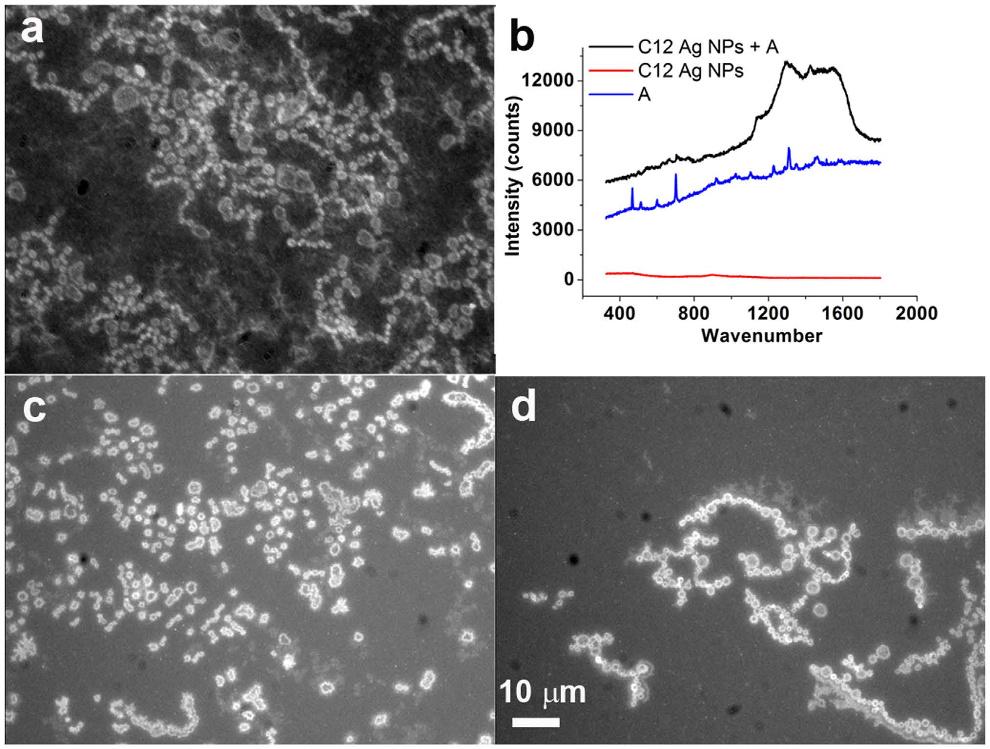 a
b
C12 Ag NPs + A
C12 Ag NPs
A
12000
9000
6000
3000
0
Intensity (counts)
400 800 1200 1600 2000
Wavenumber
c
d
10 μm